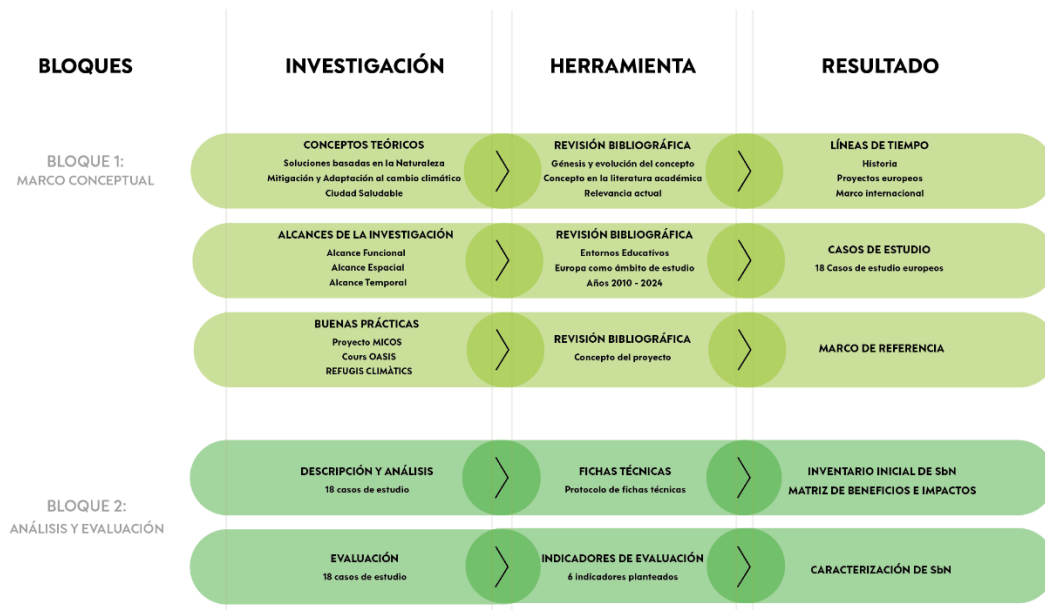 BLOQUES
INVESTIGACIÓN
HERRAMIENTA
RESULTADO
BLOQUE 1:
MARCO CONCEPTUAL
CONCEPTOS TEÓRICOS
Soluciones basadas en la Naturaleza
Mitigación y Adaptación al cambio climático
Ciudad Saludable
REVISIÓN BIBLIOGRÁFICA
Génesis y evolución del concepto
Concepto en la literatura académica
Relevancia actual
LÍNEAS DE TIEMPO
Historia
Proyectos europeos
Marco internacional
ALCANCES DE LA INVESTIGACIÓN
Alcance Funcional
Alcance Espacial
Alcance Temporal
REVISIÓN BIBLIOGRÁFICA
Entornos Educativos
Europa como ámbito de estudio
Años 2010 - 2024
CASOS DE ESTUDIO
18 Casos de estudio europeos
BUENAS PRÁCTICAS
Proyecto MICOS
Cours OASIS
REFUGIS CLIMÀTICS
REVISIÓN BIBLIOGRÁFICA
Concepto del proyecto
MARCO DE REFERENCIA
BLOQUE 2:
ANÁLISIS Y EVALUACIÓN
DESCRIPCIÓN Y ANÁLISIS
18 casos de estudio
FICHAS TÉCNICAS
Protocolo de fichas técnicas
INVENTARIO INICIAL DE SbN
MATRIZ DE BENEFICIOS E IMPACTOS
EVALUACIÓN
18 casos de estudio
INDICADORES DE EVALUACIÓN
6 indicadores planteados
CARACTERIZACIÓN DE SbN